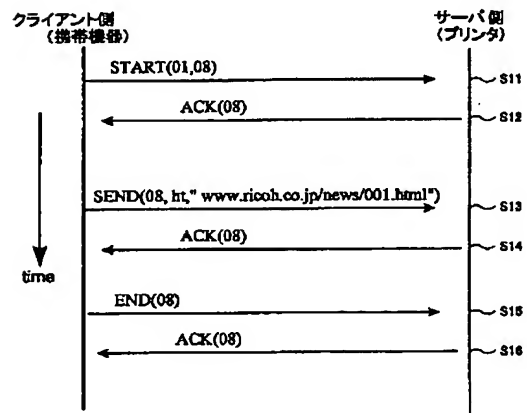 クライアント側
(携帯機器)
サーバ側
(プリンタ)
START(01,08)
S11
ACK(08)
S12
SEND(08, ht," www.ricoh.co.jp/news/001.html")
S13
ACK(08)
S14
time
END(08)
S15
ACK(08)
S16